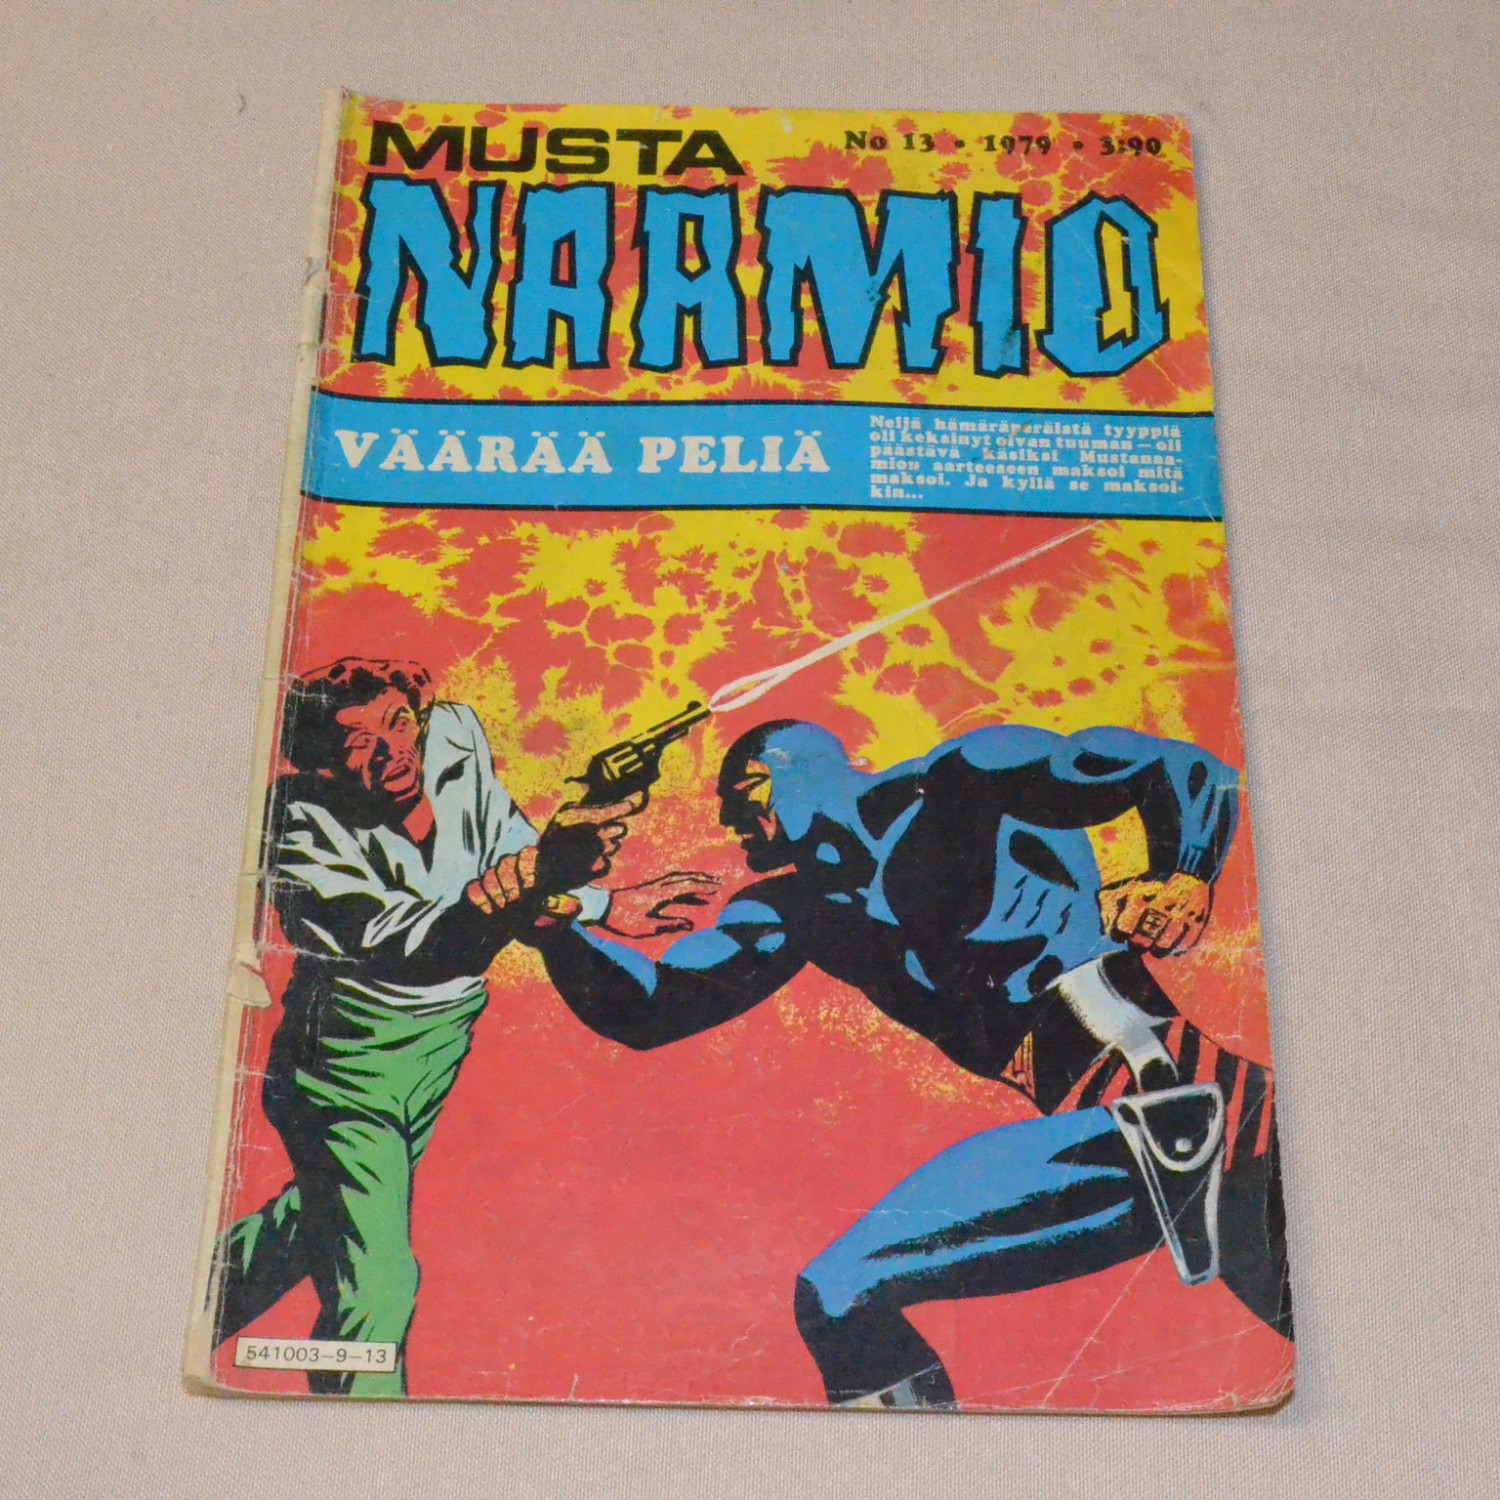 MUSTA
No 13 • 1979 • 3:90
NAAMIO
VÄÄRÄÄ PELIÄ
Neljä hämäräperäistä tyyppiä
oli keksinyt oivan tuuman — oli
päästävä käsiksi Mustanaa-
mion aarteeseen maksoi mitä
maksoi. Ja kyllä se maksoi-
kin...
541003-9-13